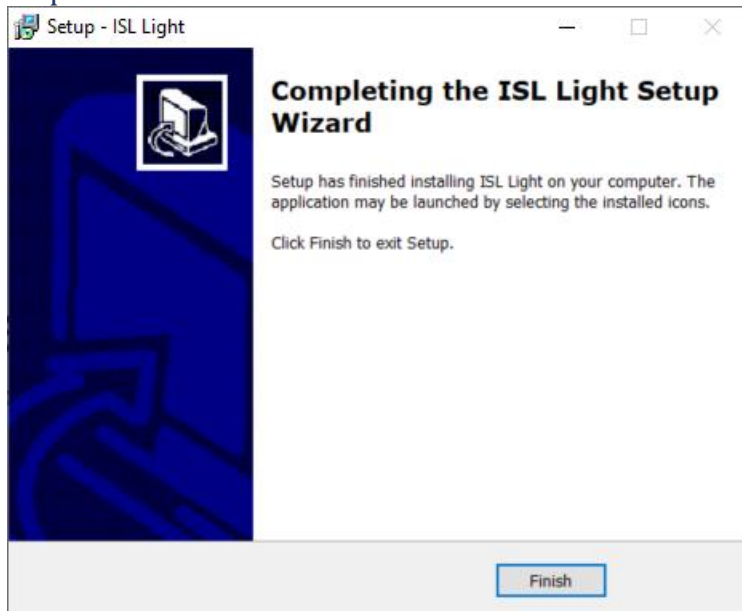 Setup - ISL Light
Completing the ISL Light Setup
Wizard
Setup has finished installing ISL Light on your computer. The
application may be launched by selecting the installed icons.
Click Finish to exit Setup.
Finish